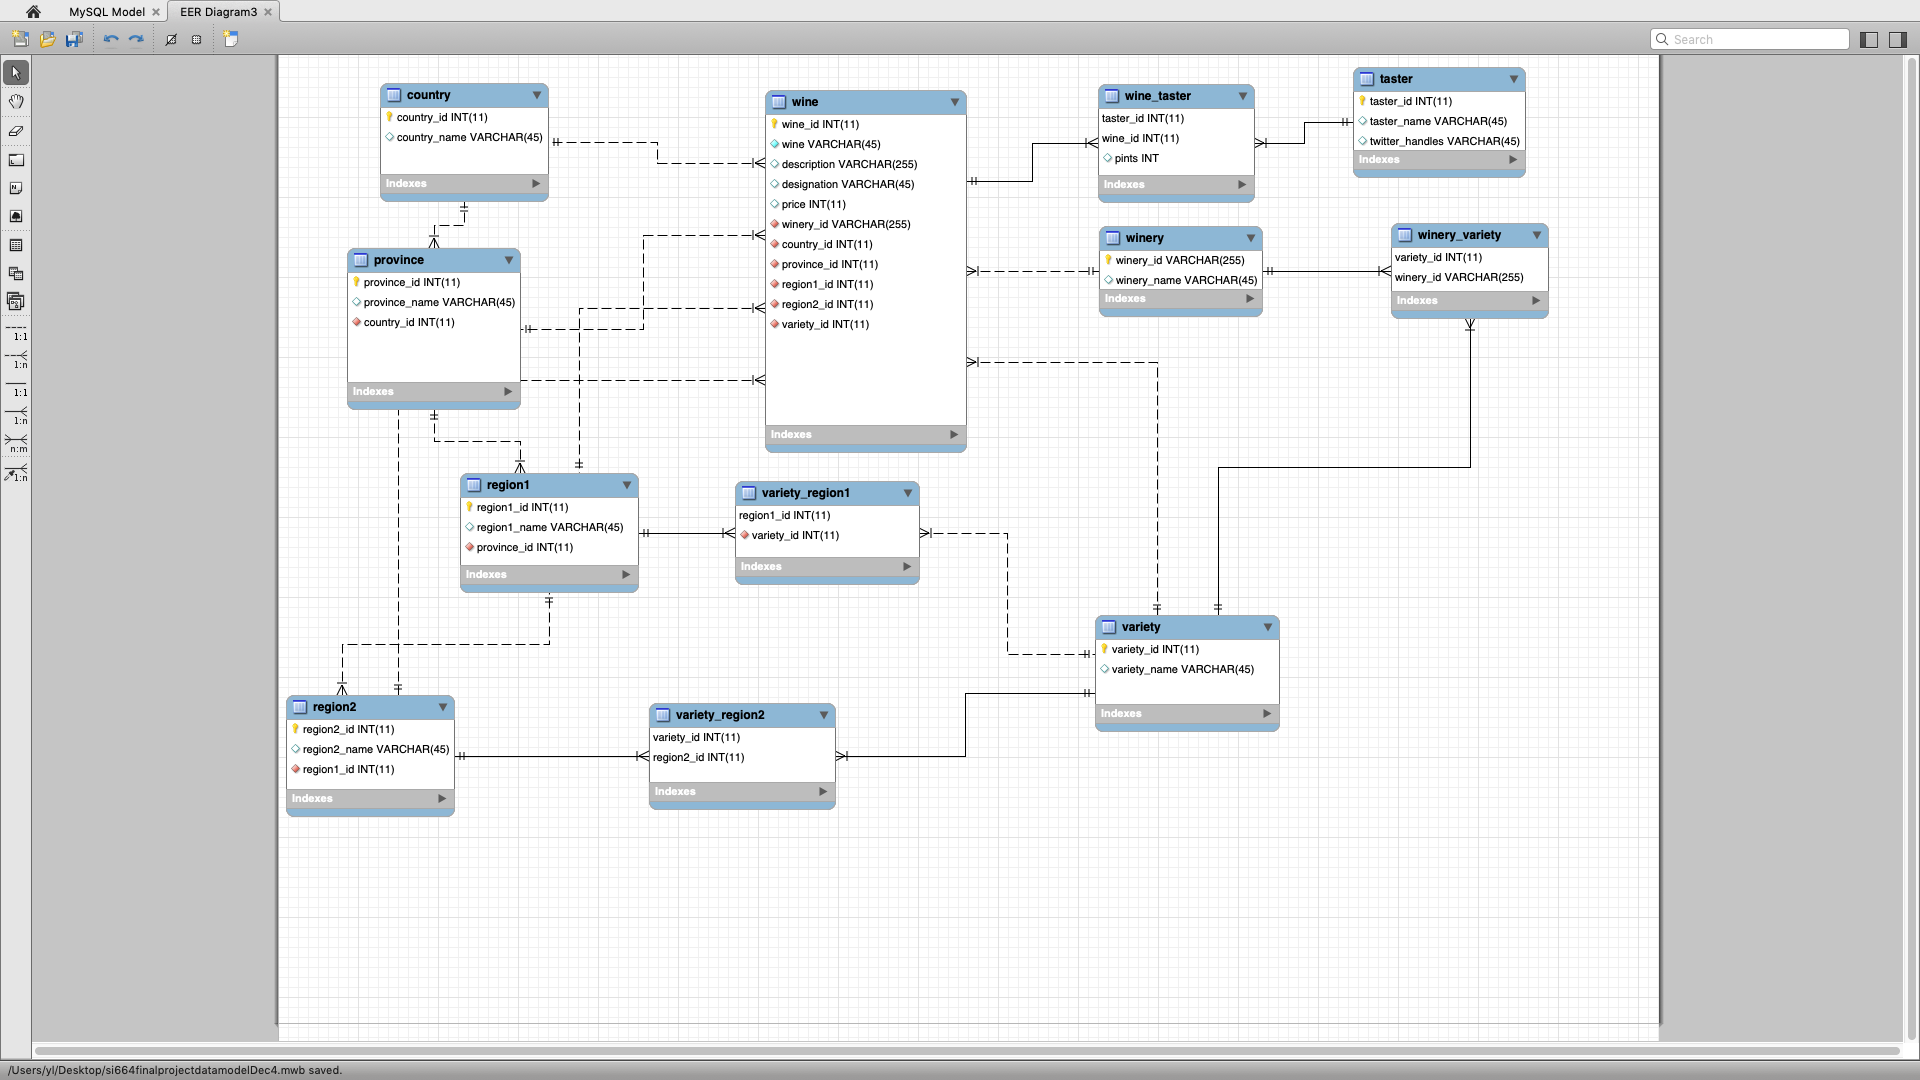 MySQL Model
EER Diagram3
Search
country
country_id INT(11)
country_name VARCHAR(45)
Indexes
wine
wine_id INT(11)
wine VARCHAR(45)
description VARCHAR(255)
designation VARCHAR(45)
price INT(11)
winery_id VARCHAR(255)
country_id INT(11)
province_id INT(11)
region1_id INT(11)
region2_id INT(11)
variety_id INT(11)
Indexes
wine_taster
taster_id INT(11)
wine_id INT(11)
pints INT
Indexes
taster
taster_id INT(11)
taster_name VARCHAR(45)
twitter_handles VARCHAR(45)
Indexes
province
province_id INT(11)
province_name VARCHAR(45)
country_id INT(11)
Indexes
winery
winery_id VARCHAR(255)
winery_name VARCHAR(45)
Indexes
winery_variety
variety_id INT(11)
winery_id VARCHAR(255)
Indexes
1:1
1:n
1:1
1:n
n:m
1:n
region1
region1_id INT(11)
region1_name VARCHAR(45)
province_id INT(11)
Indexes
variety_region1
region1_id INT(11)
variety_id INT(11)
Indexes
variety
variety_id INT(11)
variety_name VARCHAR(45)
Indexes
region2
region2_id INT(11)
region2_name VARCHAR(45)
region1_id INT(11)
Indexes
variety_region2
variety_id INT(11)
region2_id INT(11)
Indexes
/Users/yl/Desktop/si664finalprojectdatamodelDec4.mwb saved.